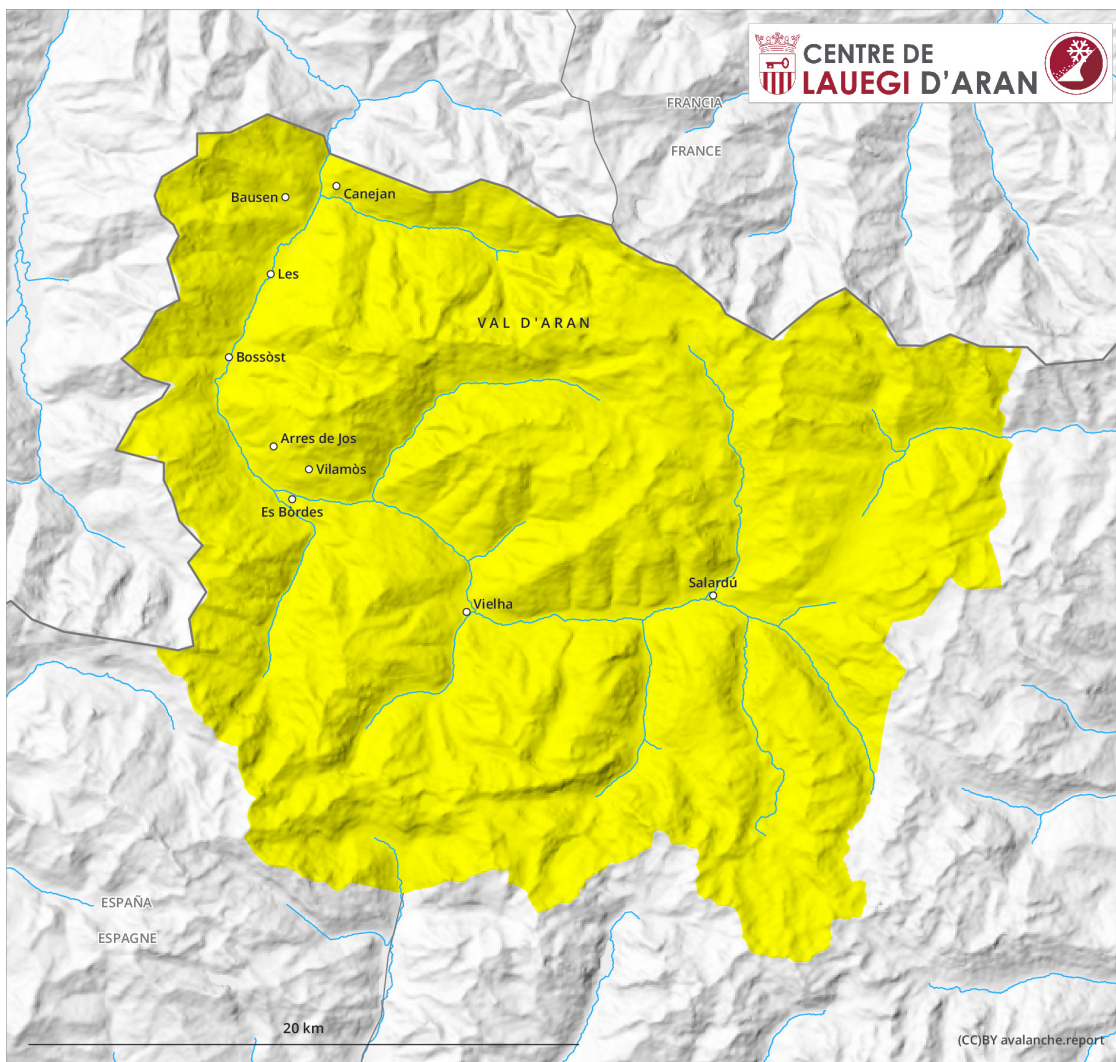 CENTRE DE
LAUEGI D'ARAN
FRANCIA
FRANCE
Bausen
Canejan
Les
VAL D'ARAN
Bossòst
Arres de Jos
Vilamòs
Es Bòrdes
Salardú
Vielha
ESPAÑA
ESPAGNE
20 km
(CC)BY avalanche.report